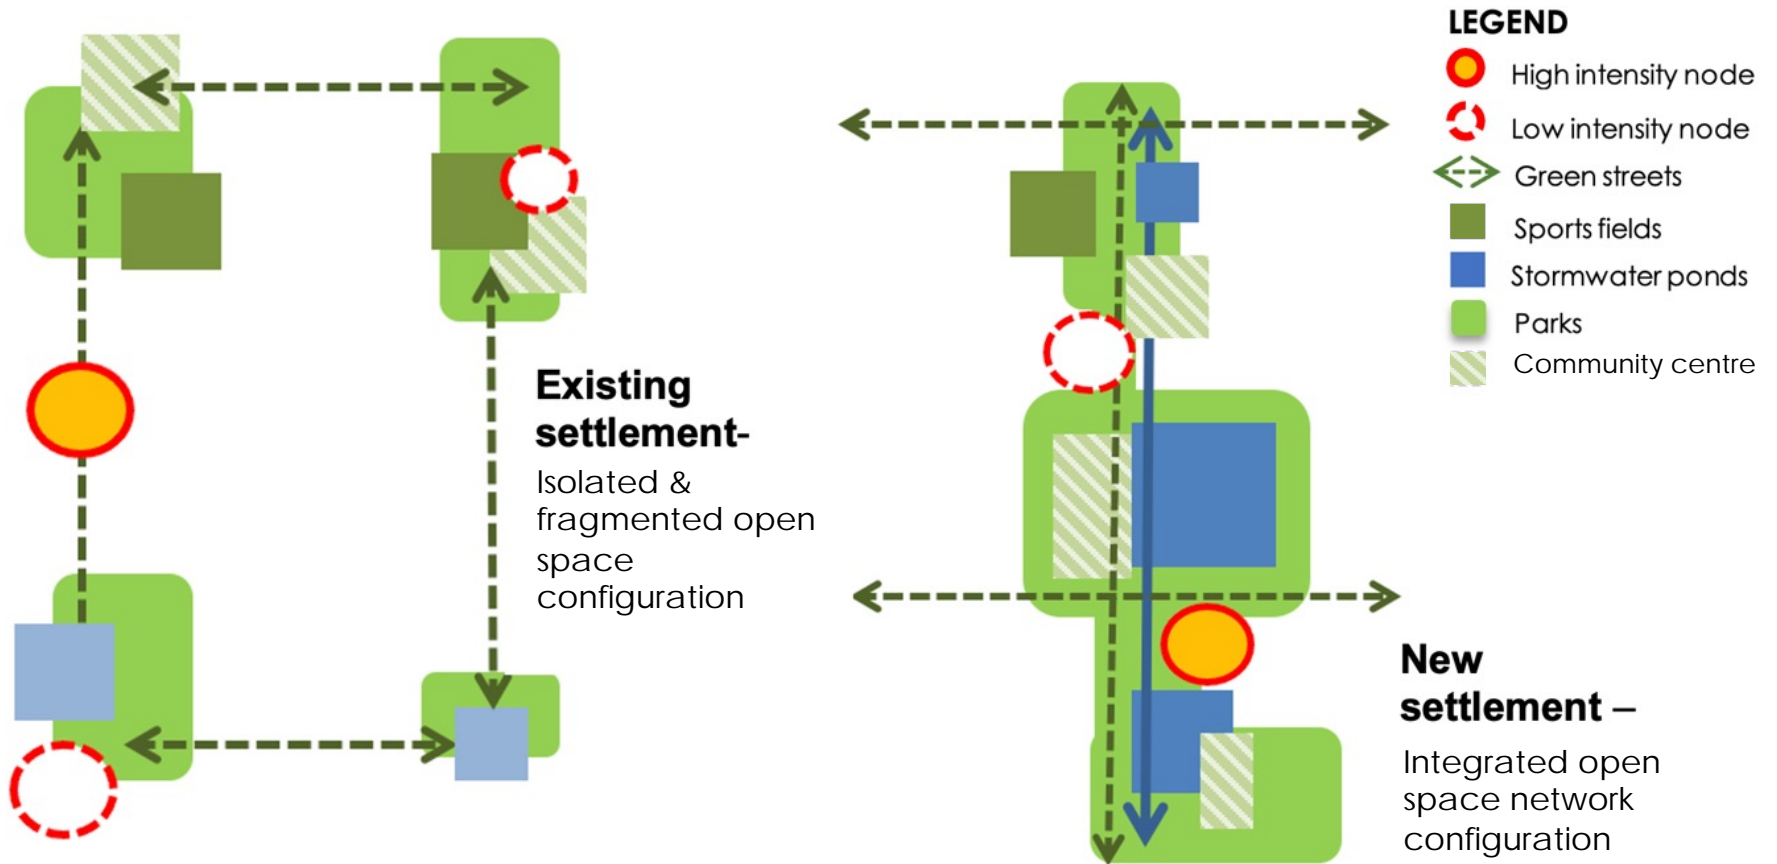 LEGEND
High intensity node
Low intensity node
Green streets
Sports fields
Stormwater ponds
Parks
Community centre
Existing
settlement-
Isolated &
fragmented open
space
configuration
New
settlement –
Integrated open
space network
configuration